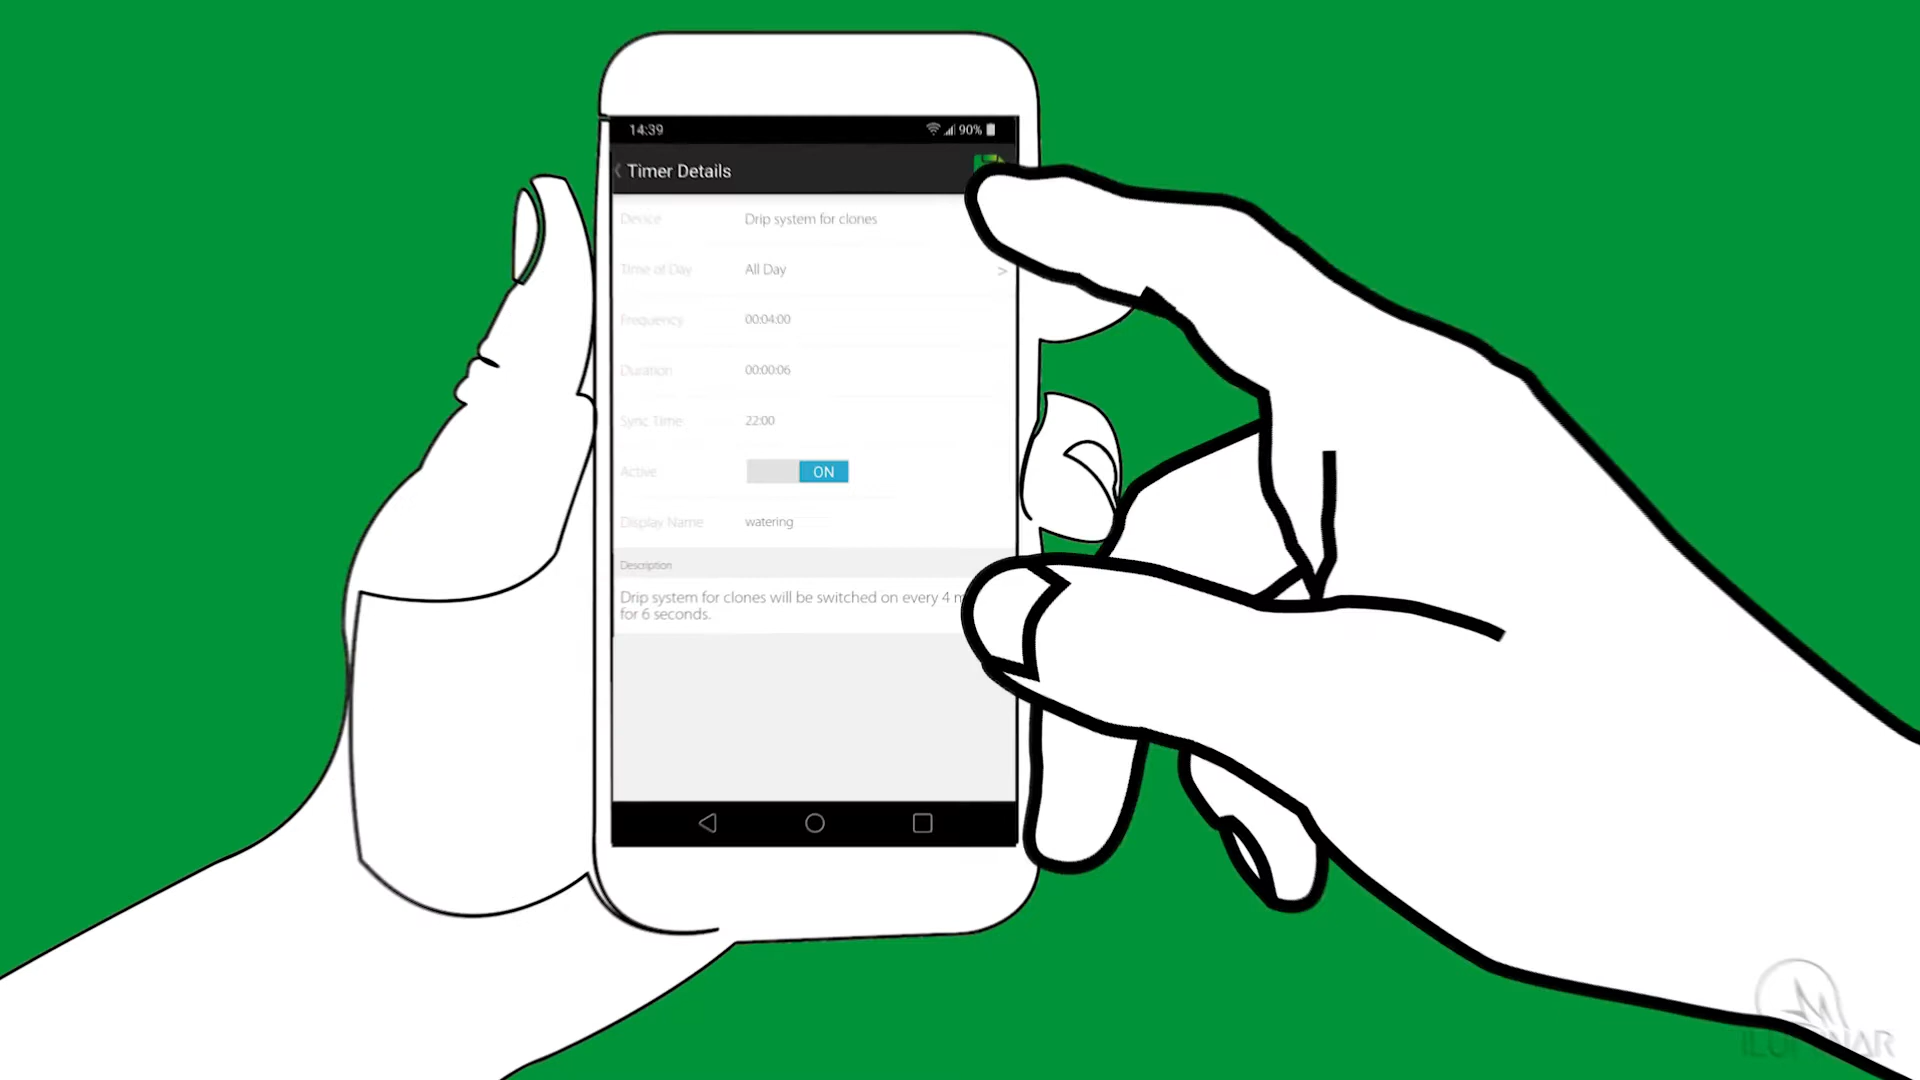 14:39 90%
Timer Details
Device Drip system for clones
Time of Day All Day >
Frequency 00:04:00
Duration 00:00:06
Sync Time 22:00
Active ON
Display Name watering
Description
Drip system for clones will be switched on every 4 m
for 6 seconds.